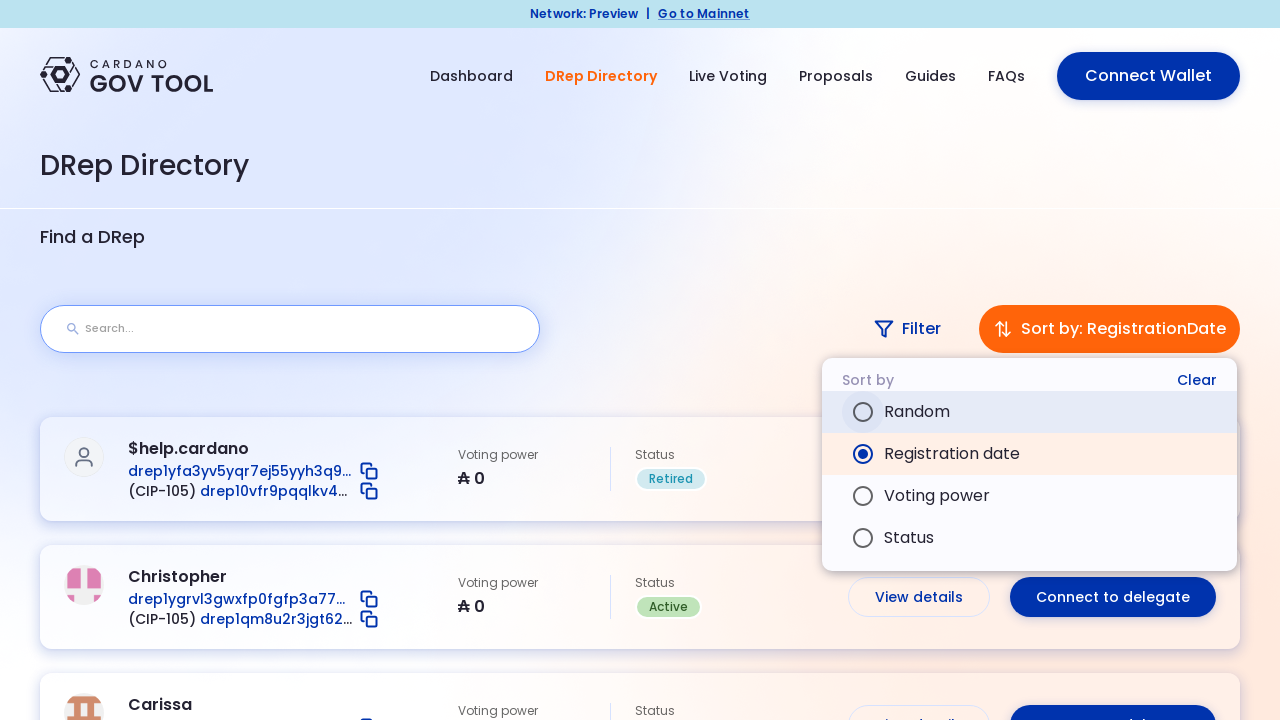 Network: Preview | Go to Mainnet
CARDANO
GOV TOOL
Dashboard DRep Directory Live Voting Proposals Guides FAQs Connect Wallet
DRep Directory
Find a DRep
Search...
Filter
Sort by: RegistrationDate
Sort by Clear
Random
Registration date
Voting power
Status
$help.cardano
drep1yfa3yv5yqr7ej55yyh3q9...
(CIP-105) drep10vfr9pqqlkv4...
Voting power
₳ 0
Status
Retired
Christopher
drep1ygrvl3gwxfp0fgfp3a77...
(CIP-105) drep1qm8u2r3jgt62...
Voting power
₳ 0
Status
Active
View details
Connect to delegate
Carissa
Voting power
Status